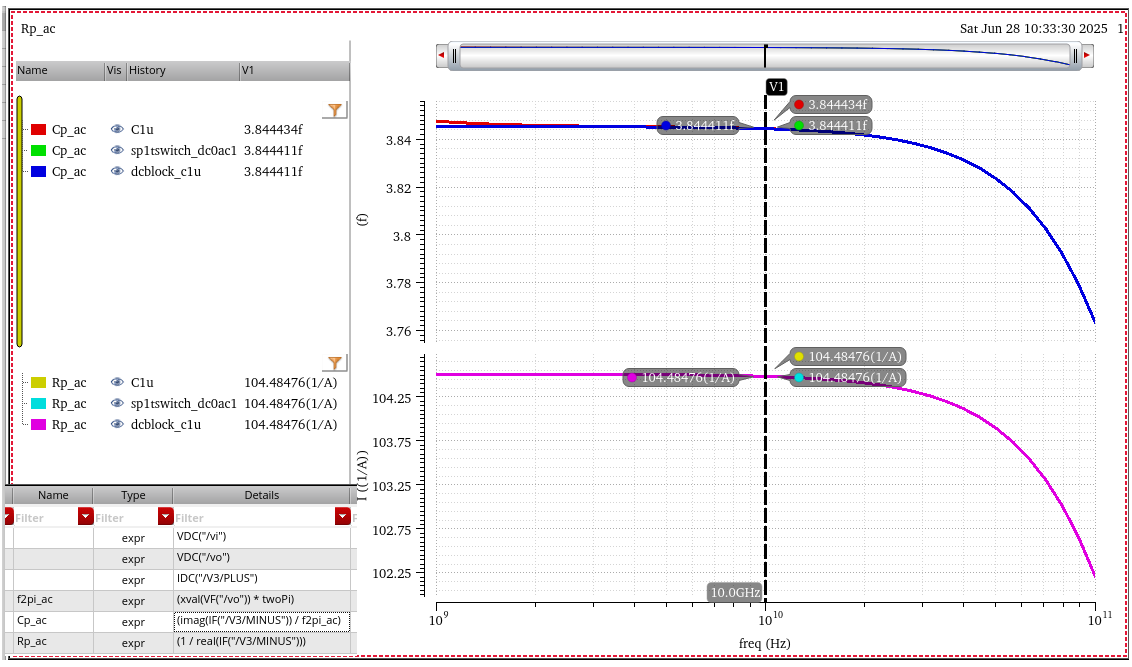 Rp_ac
Sat Jun 28 10:33:30 2025 1
Name Vis History V1
Cp_ac C1u 3.844434f
Cp_ac sp1tswitch_dc0ac1 3.844411f
Cp_ac dcblock_c1u 3.844411f
Rp_ac C1u 104.48476(1/A)
Rp_ac sp1tswitch_dc0ac1 104.48476(1/A)
Rp_ac dcblock_c1u 104.48476(1/A)
Name Type Details
Filter Filter Filter
expr VDC("/vi")
expr VDC("/vo")
expr IDC("/V3/PLUS")
f2pi_ac expr (xval(VF("/vo")) * twoPi)
Cp_ac expr (imag(IF("/V3/MINUS")) / f2pi_ac)
Rp_ac expr (1 / real(IF("/V3/MINUS")))
V1
3.844434f
3.844411f
3.844411f
(f)
3.84
3.82
3.8
3.78
3.76
104.48476(1/A)
104.48476(1/A)
104.48476(1/A)
((1/A))
104.25
103.75
103.25
102.75
102.25
10.0GHz
10⁹ 10¹⁰ 10¹¹
freq (Hz)